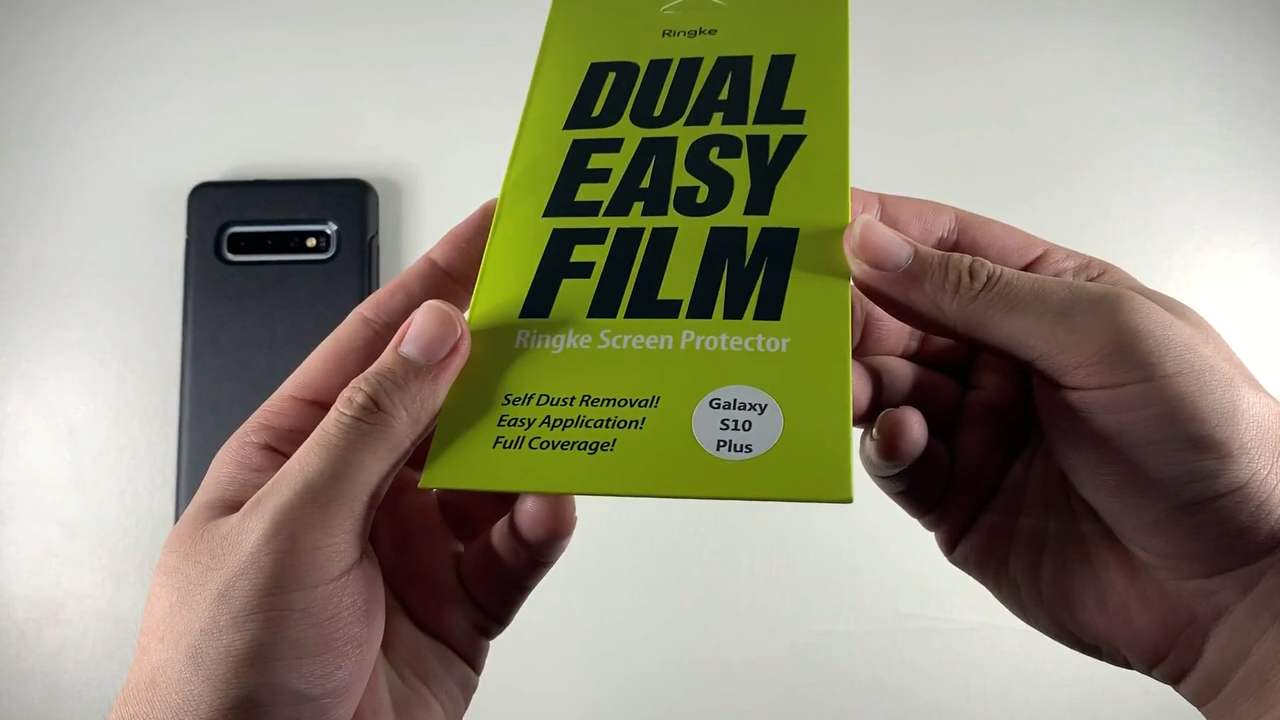 Ringke
DUAL
EASY
FILM
Ringke Screen Protector
Self Dust Removal!
Easy Application!
Full Coverage!
Galaxy
S10
Plus